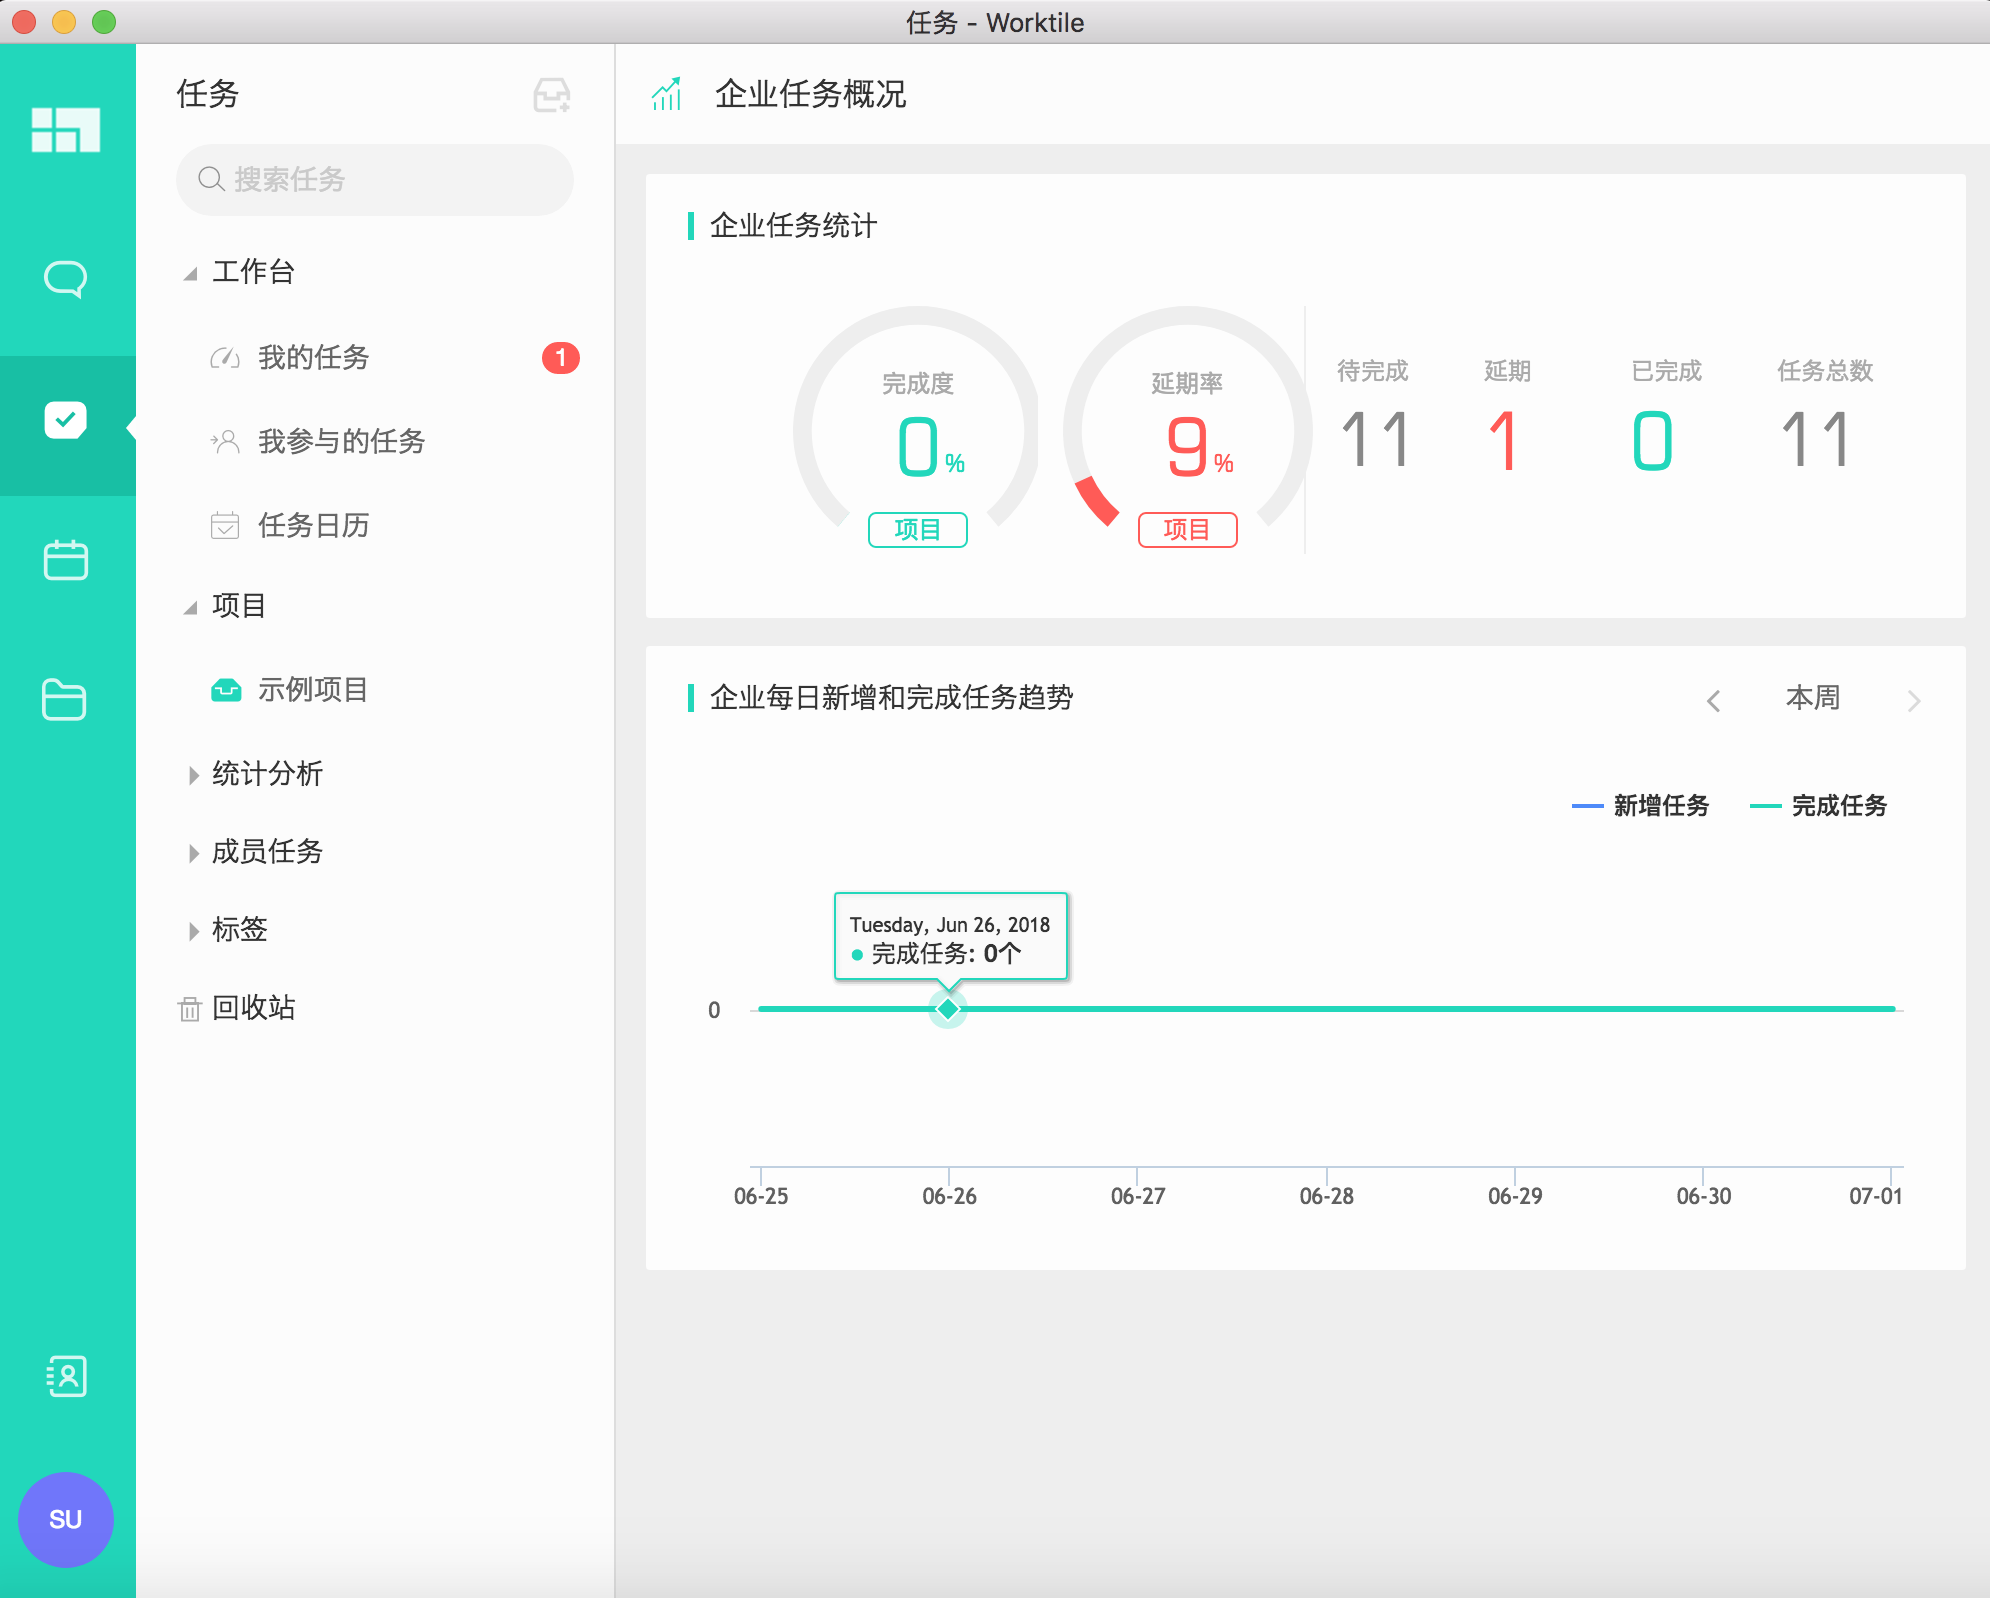 任务 - Worktile
任务
搜索任务
工作台
我的任务
1
我参与的任务
任务日历
项目
示例项目
统计分析
成员任务
标签
回收站
SU
企业任务概况
企业任务统计
完成度
0%
项目
延期率
9%
项目
待完成
11
延期
1
已完成
0
任务总数
11
企业每日新增和完成任务趋势
本周
新增任务
完成任务
Tuesday, Jun 26, 2018
完成任务: 0个
0
06-25
06-26
06-27
06-28
06-29
06-30
07-01